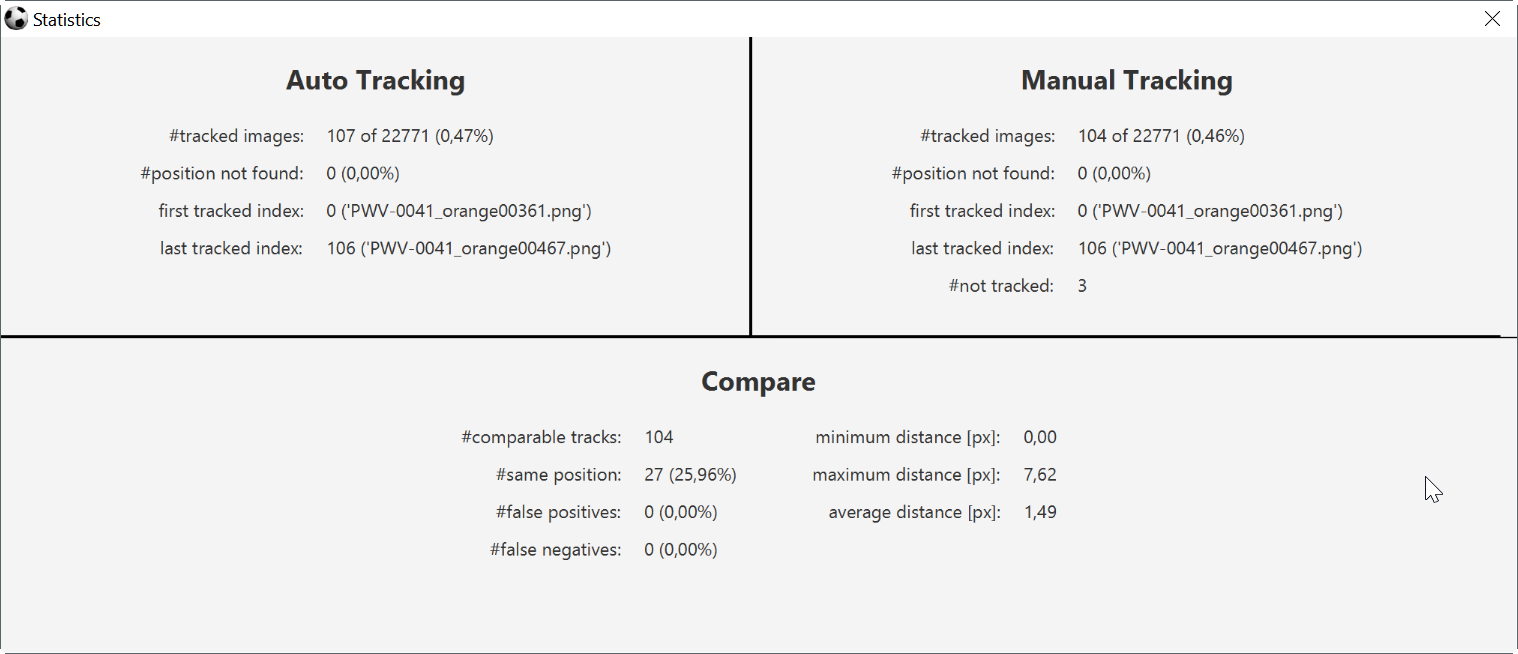 Statistics
Auto Tracking
#tracked images: 107 of 22771 (0,47%)
#position not found: 0 (0,00%)
first tracked index: 0 ('PWV-0041_orange00361.png')
last tracked index: 106 ('PWV-0041_orange00467.png')
Manual Tracking
#tracked images: 104 of 22771 (0,46%)
#position not found: 0 (0,00%)
first tracked index: 0 ('PWV-0041_orange00361.png')
last tracked index: 106 ('PWV-0041_orange00467.png')
#not tracked: 3
Compare
#comparable tracks: 104
#same position: 27 (25,96%)
#false positives: 0 (0,00%)
#false negatives: 0 (0,00%)
minimum distance [px]: 0,00
maximum distance [px]: 7,62
average distance [px]: 1,49